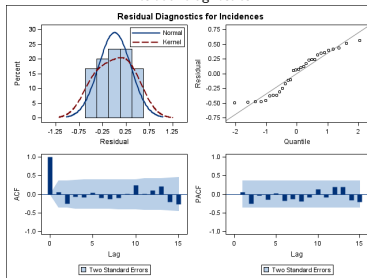 Residual Diagnostics for Incidences
Normal
Kernel
Percent
30
25
20
15
10
5
0
-1.25 -0.75 -0.25 0.25 0.75 1.25
Residual
Residual
0.75
0.50
0.25
0.00
-0.25
-0.50
-0.75
-2 -1 0 1 2
Quantile
ACF
1.0
0.5
0.0
-0.5
-1.0
0 5 10 15
Lag
Two Standard Errors
PACF
1.0
0.5
0.0
-0.5
-1.0
0 5 10 15
Lag
Two Standard Errors